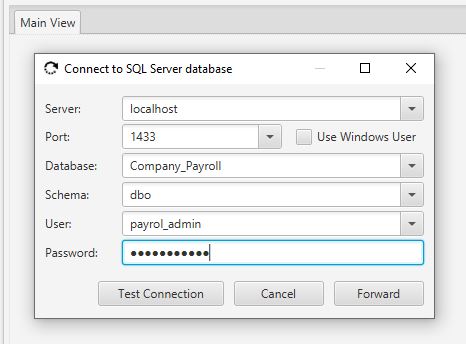 Main View
Connect to SQL Server database
Server: localhost
Port: 1433 Use Windows User
Database: Company_Payroll
Schema: dbo
User: payrol_admin
Password: ●●●●●●●●●●●
Test Connection Cancel Forward